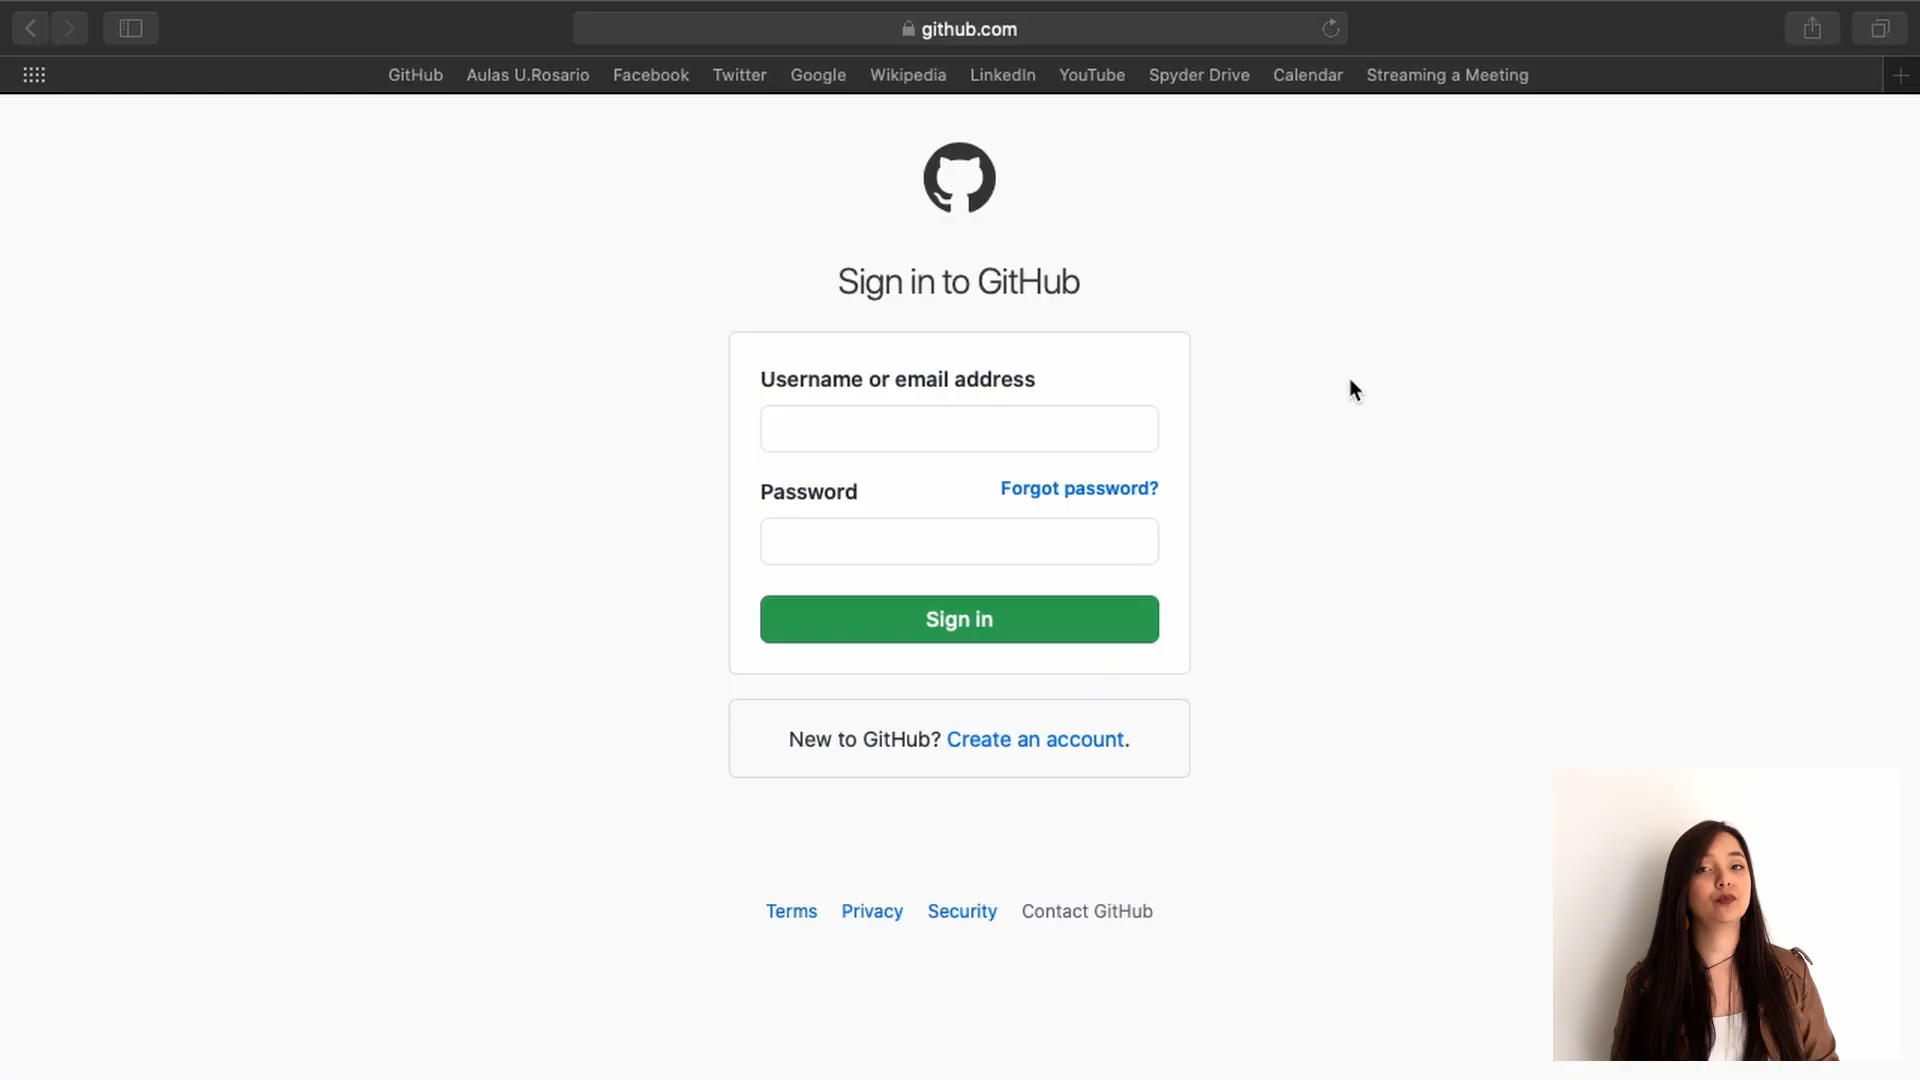 github.com
GitHub Aulas U.Rosario Facebook Twitter Google Wikipedia LinkedIn YouTube Spyder Drive Calendar Streaming a Meeting
Sign in to GitHub
Username or email address
Password Forgot password?
Sign in
New to GitHub? Create an account.
Terms Privacy Security Contact GitHub